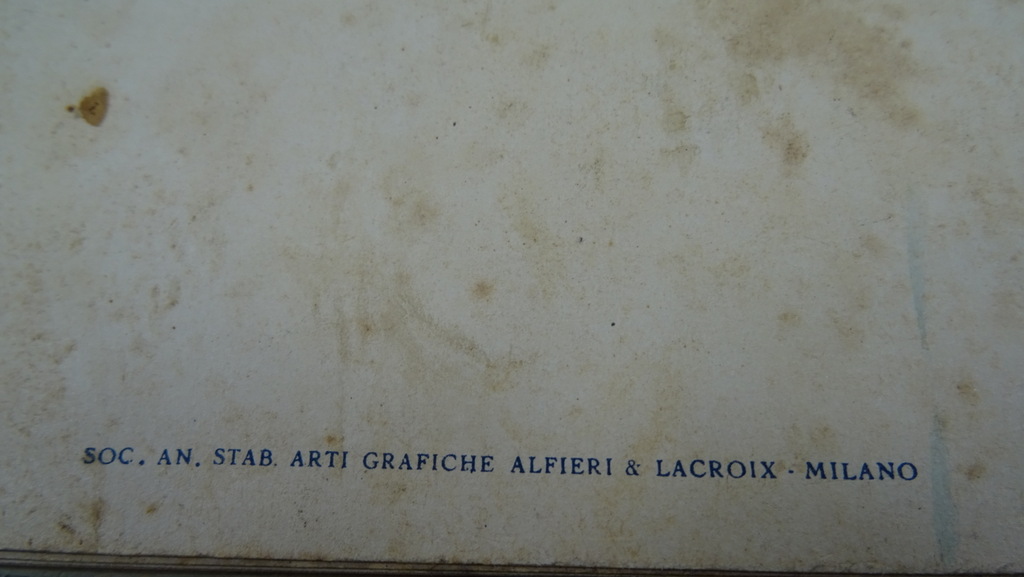 SOC. AN. STAB. ARTI GRAFICHE ALFIERI & LACROIX - MILANO